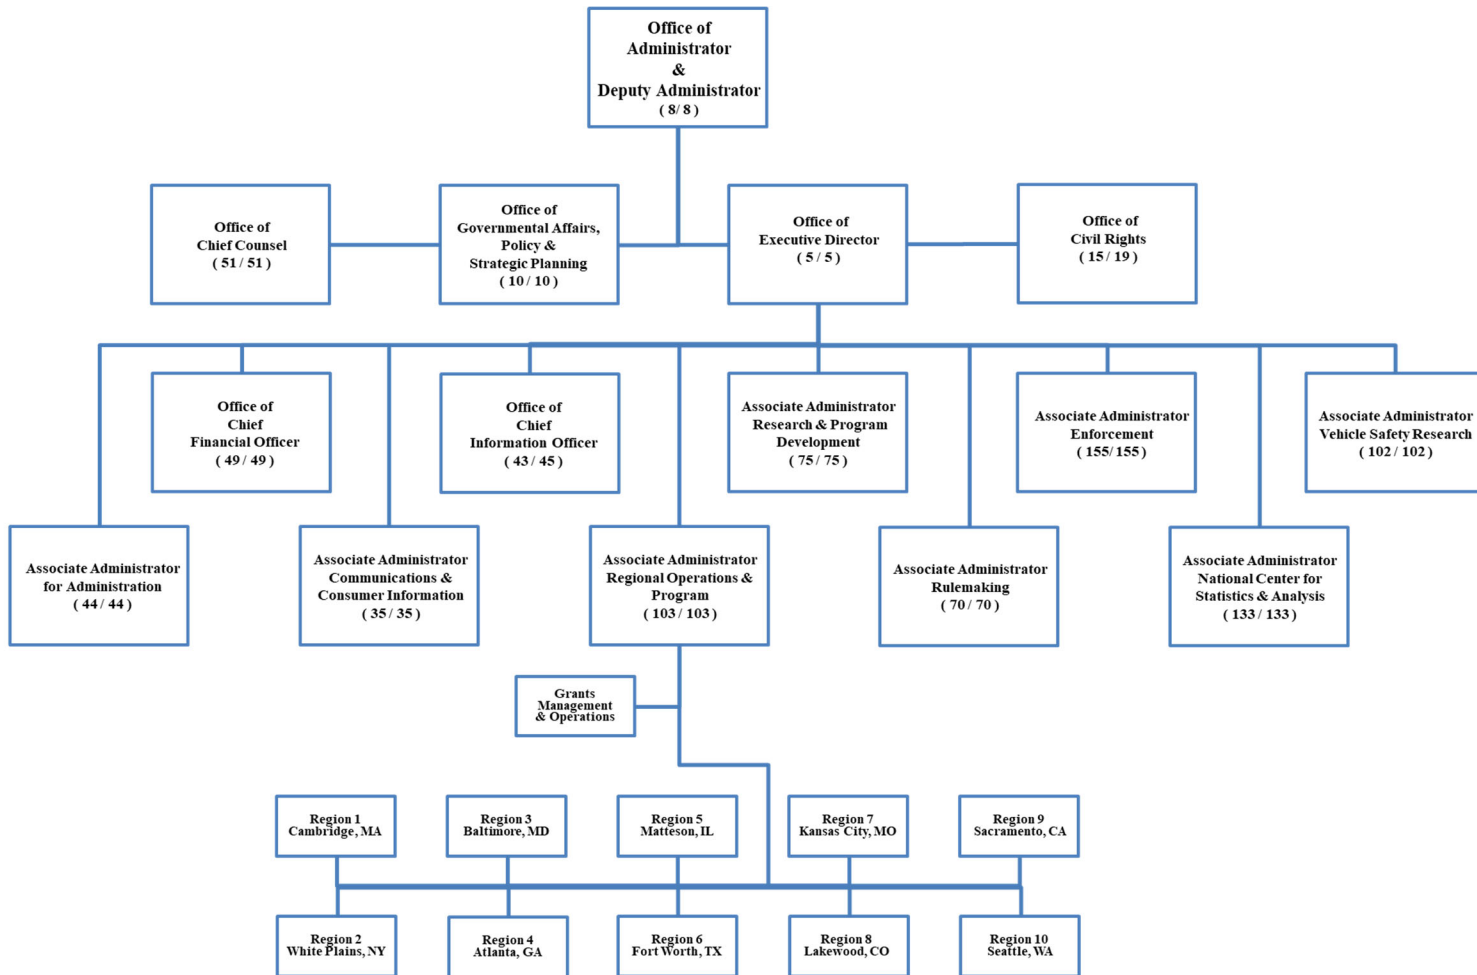 Office of
Administrator
&
Deputy Administrator
( 8/ 8 )
Office of
Chief Counsel
( 51 / 51 )
Office of
Governmental Affairs,
Policy &
Strategic Planning
( 10 / 10 )
Office of
Executive Director
( 5 / 5 )
Office of
Civil Rights
( 15 / 19 )
Office of
Chief
Financial Officer
( 49 / 49 )
Office of
Chief
Information Officer
( 43 / 45 )
Associate Administrator
Research & Program
Development
( 75 / 75 )
Associate Administrator
Enforcement
( 155/ 155 )
Associate Administrator
Vehicle Safety Research
( 102 / 102 )
Associate Administrator
for Administration
( 44 / 44 )
Associate Administrator
Communications &
Consumer Information
( 35 / 35 )
Associate Administrator
Regional Operations &
Program
( 103 / 103 )
Associate Administrator
Rulemaking
( 70 / 70 )
Associate Administrator
National Center for
Statistics & Analysis
( 133 / 133 )
Grants
Management
& Operations
Region 1
Cambridge, MA
Region 3
Baltimore, MD
Region 5
Matteson, IL
Region 7
Kansas City, MO
Region 9
Sacramento, CA
Region 2
White Plains, NY
Region 4
Atlanta, GA
Region 6
Fort Worth, TX
Region 8
Lakewood, CO
Region 10
Seattle, WA